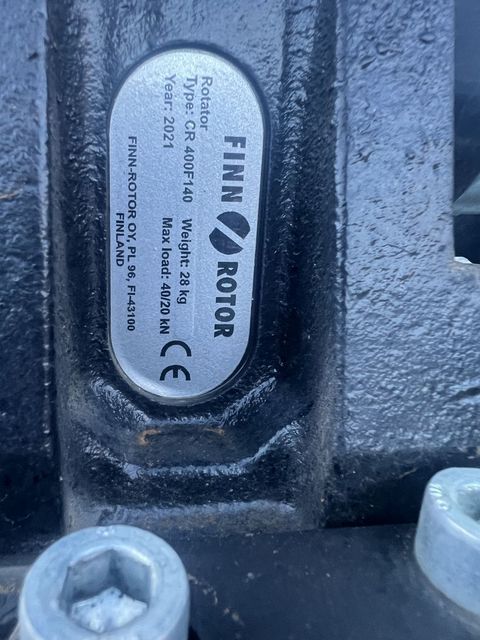 FINN ROTOR
Rotator
Type: CR 400F140 Weight: 28 kg
Year: 2021 Max load: 40/20 kN CE
FINN-ROTOR OY, PL 96, FI-43100
FINLAND